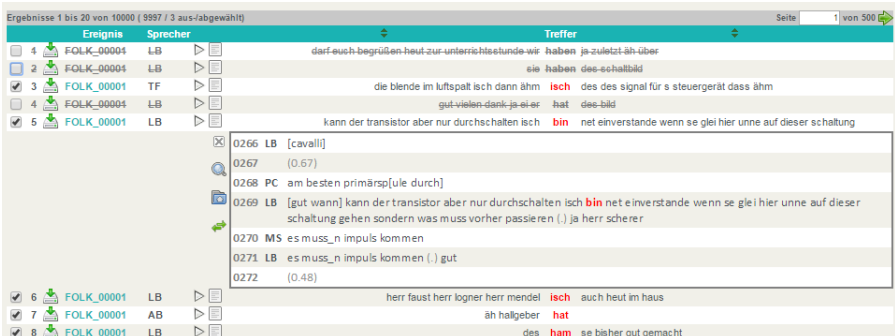 Ergebnisse 1 bis 20 von 10000 ( 9997 / 3 aus-/abgewählt) Seite 1 von 500
Ereignis Sprecher Treffer
4 FOLK_00001 LB darf euch begrüßen heut zur unterrichtsstunde wir haben ja zuletzt äh über
2 FOLK_00001 LB sie haben des schaltbild
3 FOLK_00001 TF die blende im luftspalt isch dann ähm isch des des signal für s steuergerät dass ähm
4 FOLK_00001 LB gut vielen dank ja ei er hat des bild
5 FOLK_00001 LB kann der transistor aber nur durchschalten isch bin net einverstande wenn se glei hier unne auf dieser schaltung
0266 LB [cavalli]
0267 (0.67)
0268 PC am besten primärsp[ule durch]
0269 LB [gut wann] kann der transistor aber nur durchschalten isch bin net einverstande wenn se glei hier unne auf dieser
schaltung gehen sondern was muss vorher passieren (.) ja herr scherer
0270 MS es muss_n impuls kommen
0271 LB es muss_n impuls kommen (.) gut
0272 (0.48)
6 FOLK_00001 LB herr faust herr logner herr mendel isch auch heut im haus
7 FOLK_00001 AB äh hallgeber hat
8 FOLK_00001 LB des ham se bisher gut gemacht